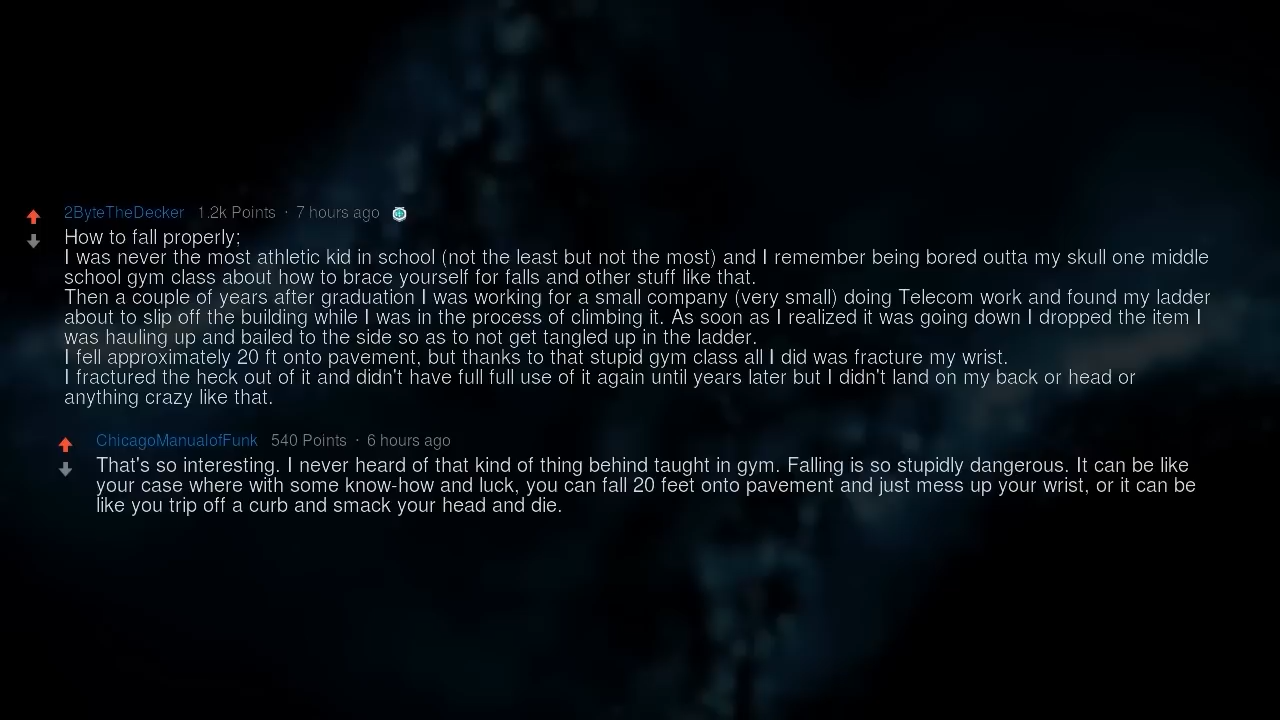 2ByteTheDecker 1.2k Points · 7 hours ago
How to fall properly;
I was never the most athletic kid in school (not the least but not the most) and I remember being bored outta my skull one middle
school gym class about how to brace yourself for falls and other stuff like that.
Then a couple of years after graduation I was working for a small company (very small) doing Telecom work and found my ladder
about to slip off the building while I was in the process of climbing it. As soon as I realized it was going down I dropped the item I
was hauling up and bailed to the side so as to not get tangled up in the ladder.
I fell approximately 20 ft onto pavement, but thanks to that stupid gym class all I did was fracture my wrist.
I fractured the heck out of it and didn't have full full use of it again until years later but I didn't land on my back or head or
anything crazy like that.
ChicagoManualofFunk 540 Points · 6 hours ago
That's so interesting. I never heard of that kind of thing behind taught in gym. Falling is so stupidly dangerous. It can be like
your case where with some know-how and luck, you can fall 20 feet onto pavement and just mess up your wrist, or it can be
like you trip off a curb and smack your head and die.